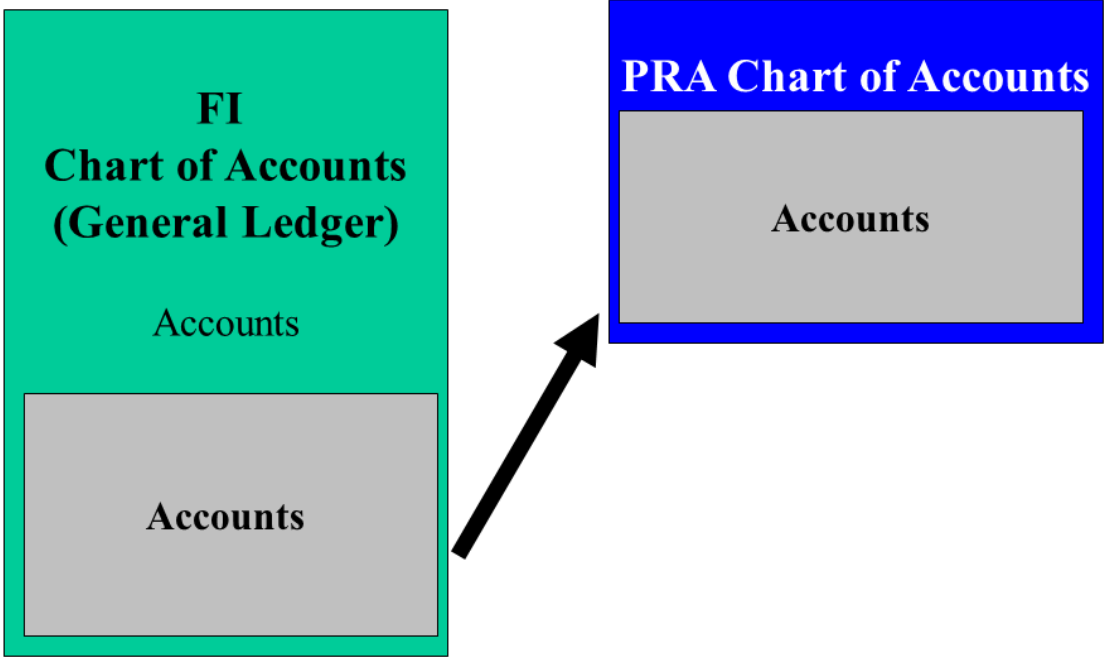 FI
Chart of Accounts
(General Ledger)
Accounts
Accounts
PRA Chart of Accounts
Accounts